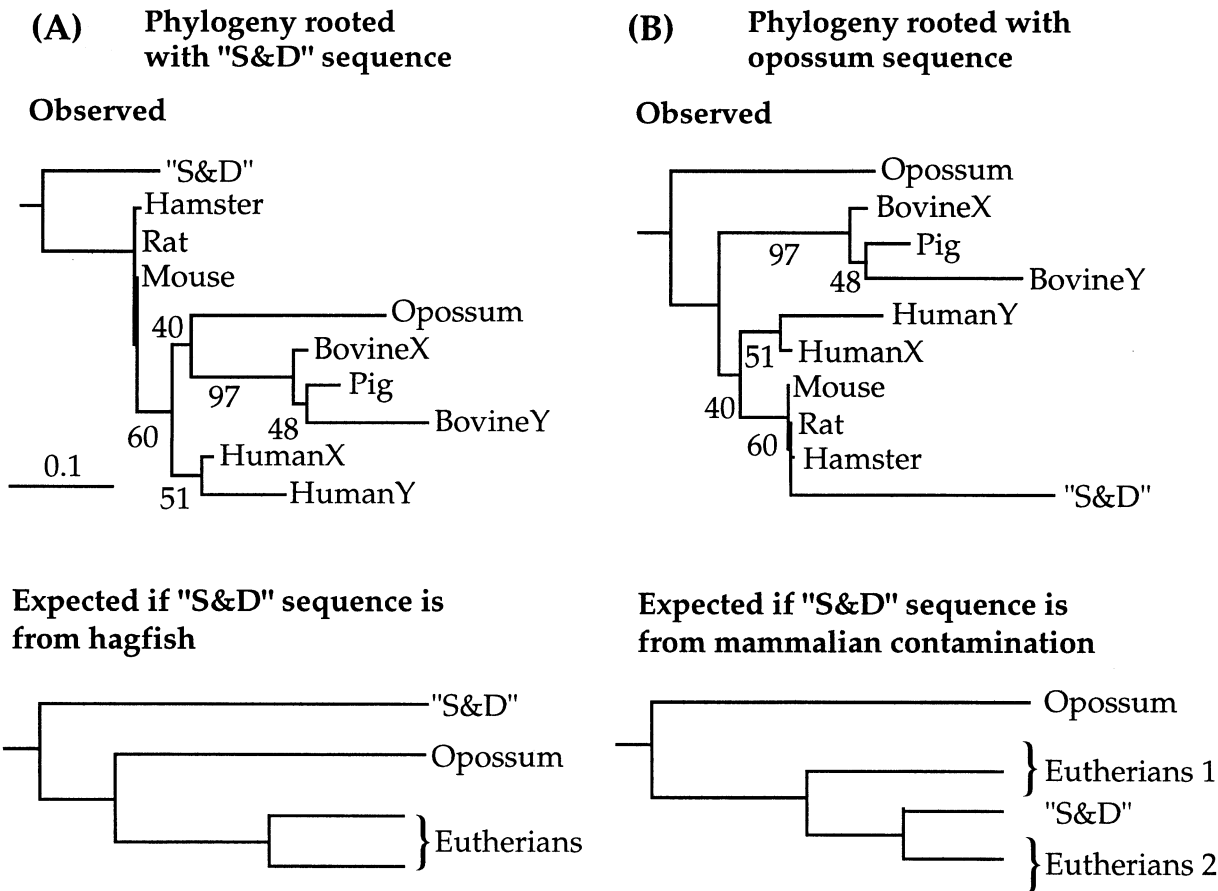 (A) Phylogeny rooted
with "S&D" sequence
Observed
"S&D"
Hamster
Rat
Mouse
Opossum
40
BovineX
Pig
97
BovineY
48
60
HumanX
0.1
HumanY
51
Expected if "S&D" sequence is
from hagfish
"S&D"
Opossum
Eutherians
(B) Phylogeny rooted with
opossum sequence
Observed
Opossum
BovineX
Pig
97
BovineY
48
HumanY
51
HumanX
Mouse
40
Rat
60
Hamster
"S&D"
Expected if "S&D" sequence is
from mammalian contamination
Opossum
Eutherians 1
"S&D"
Eutherians 2